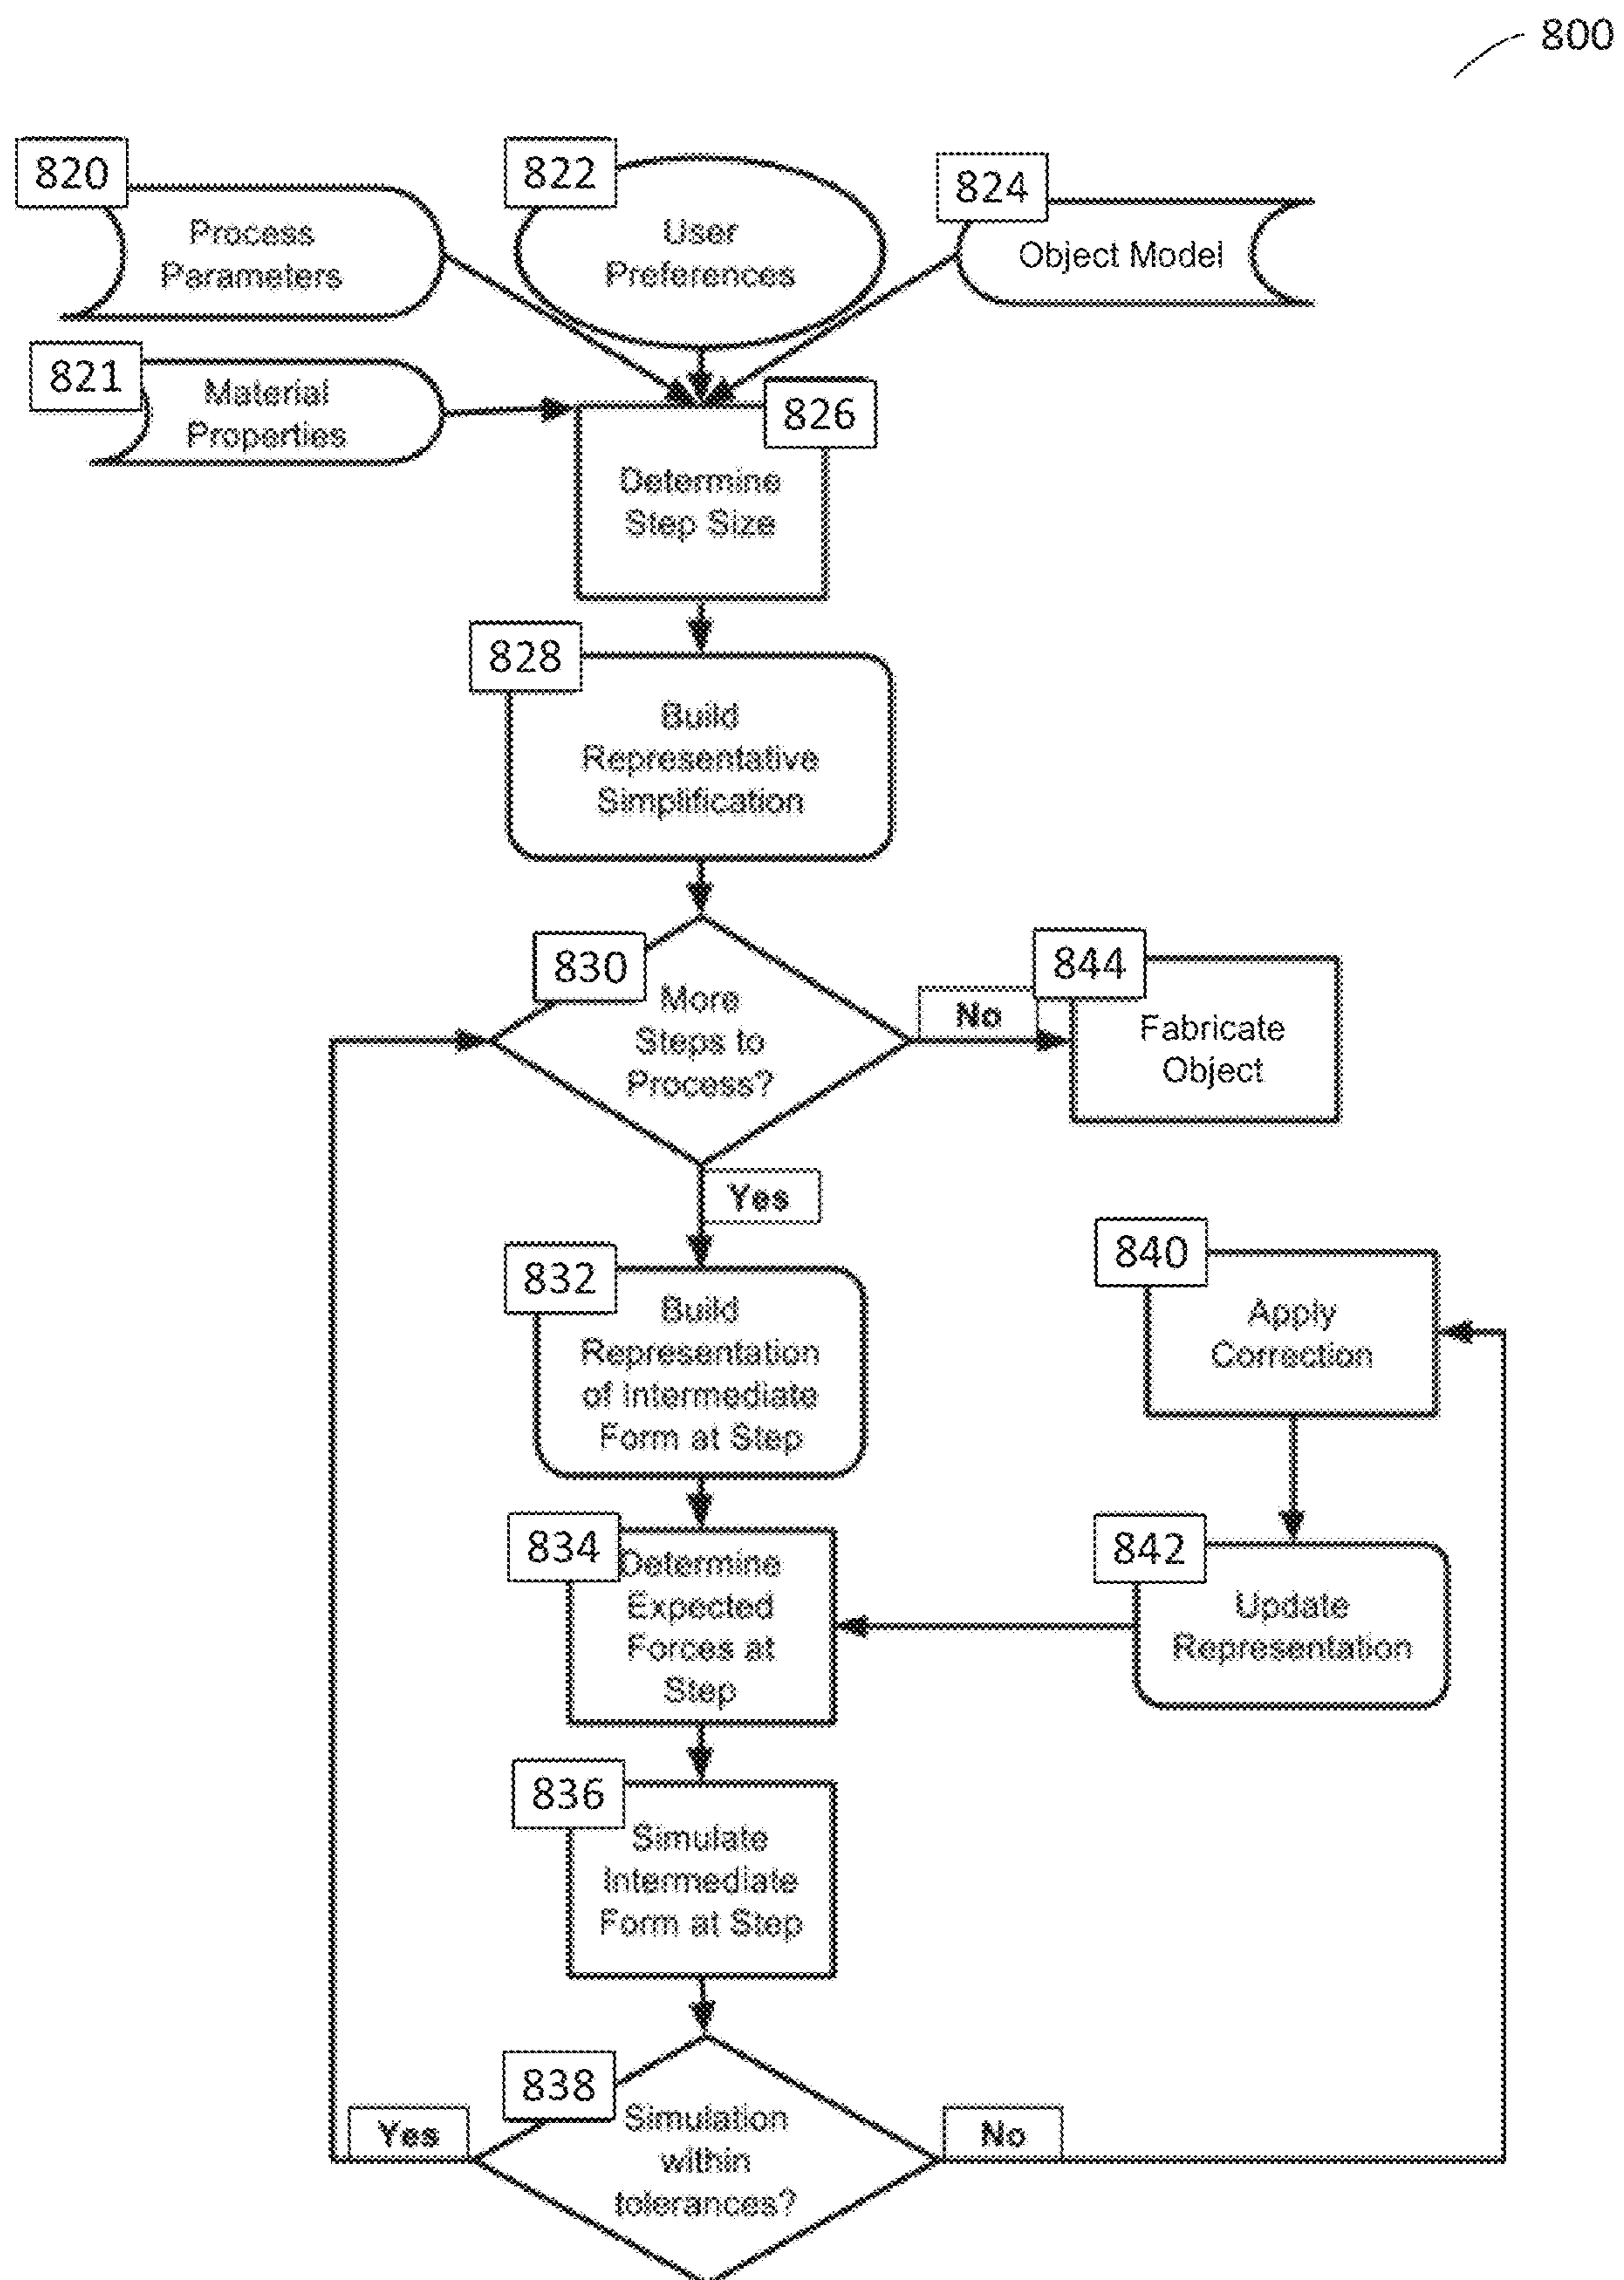 800
820
Process
Parameters
822
User
Preferences
824
Object Model
821
Material
Properties
826
Determine
Step Size
828
Build
Representative
Simplification
830
More
Steps to
Process?
No
844
Fabricate
Object
Yes
832
Build
Representation
of Intermediate
Form at Step
840
Apply
Correction
834
Determine
Expected
Forces at
Step
842
Update
Representation
836
Simulate
Intermediate
Form at Step
838
Simulation
within
tolerances?
Yes
No